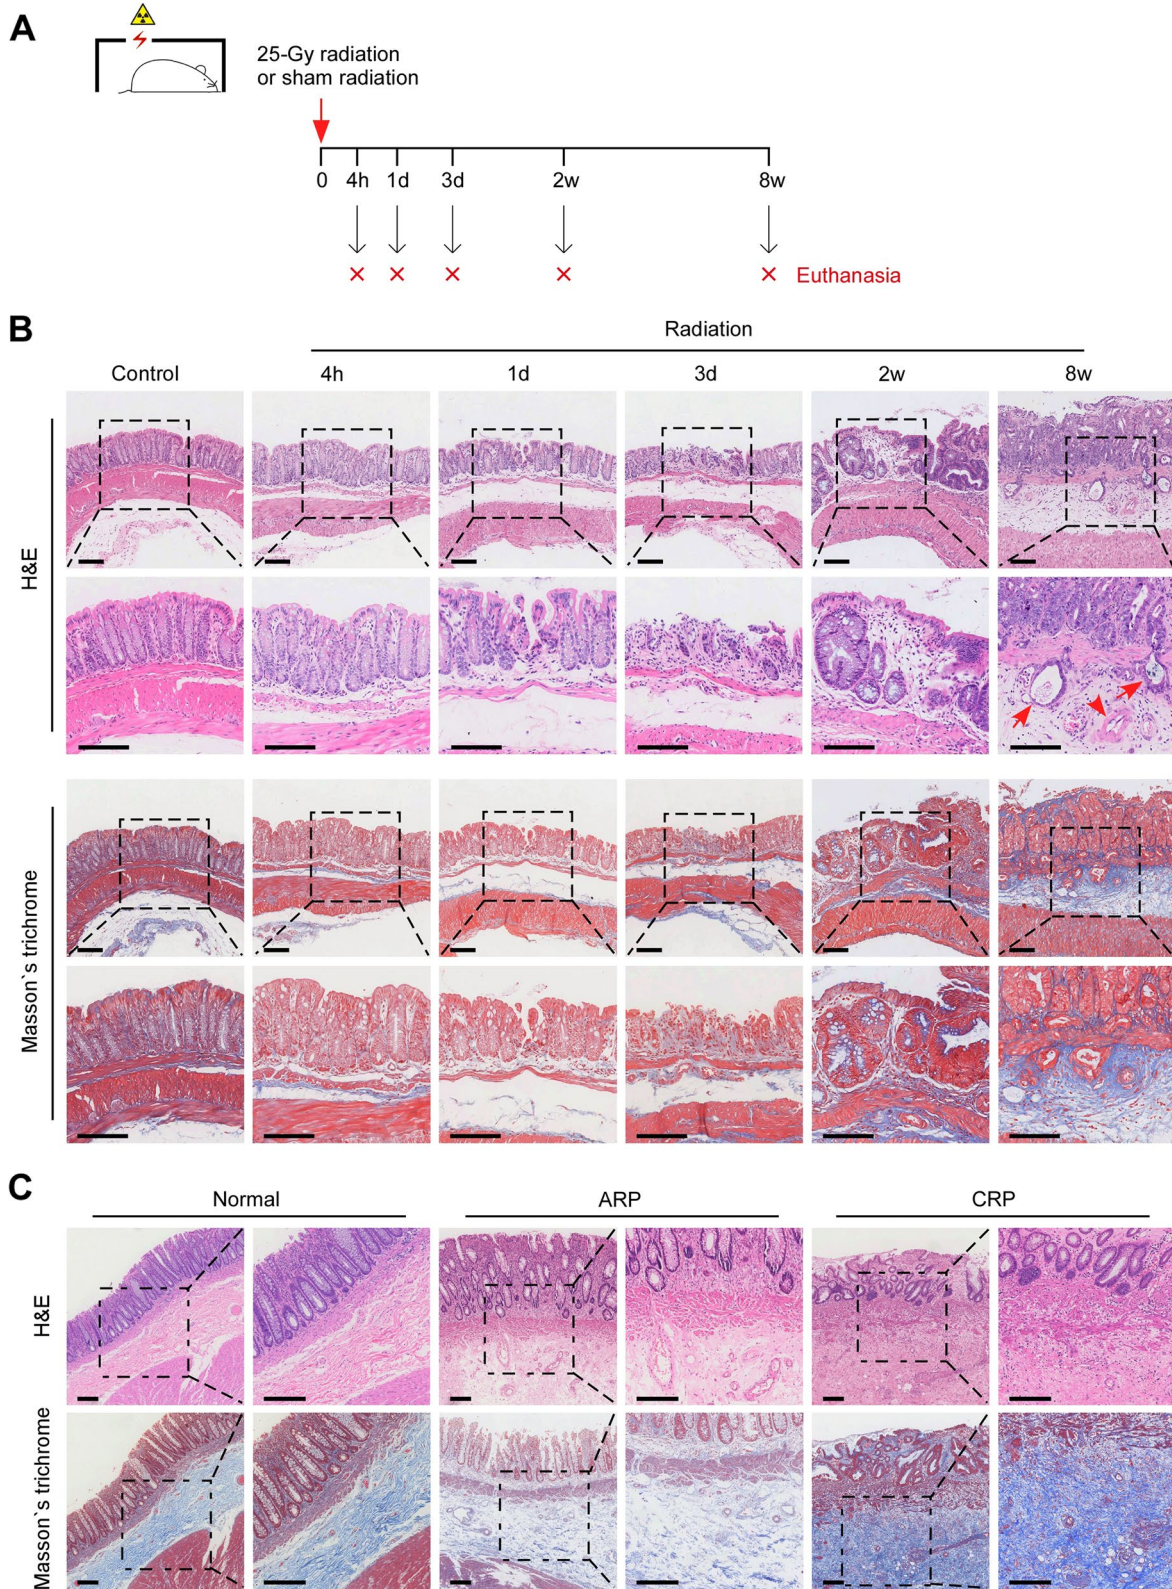 A
25-Gy radiation
or sham radiation
0 4h 1d 3d 2w 8w
Euthanasia
B
Radiation
Control 4h 1d 3d 2w 8w
H&E
Masson`s trichrome
C
Normal ARP CRP
H&E
Masson`s trichrome